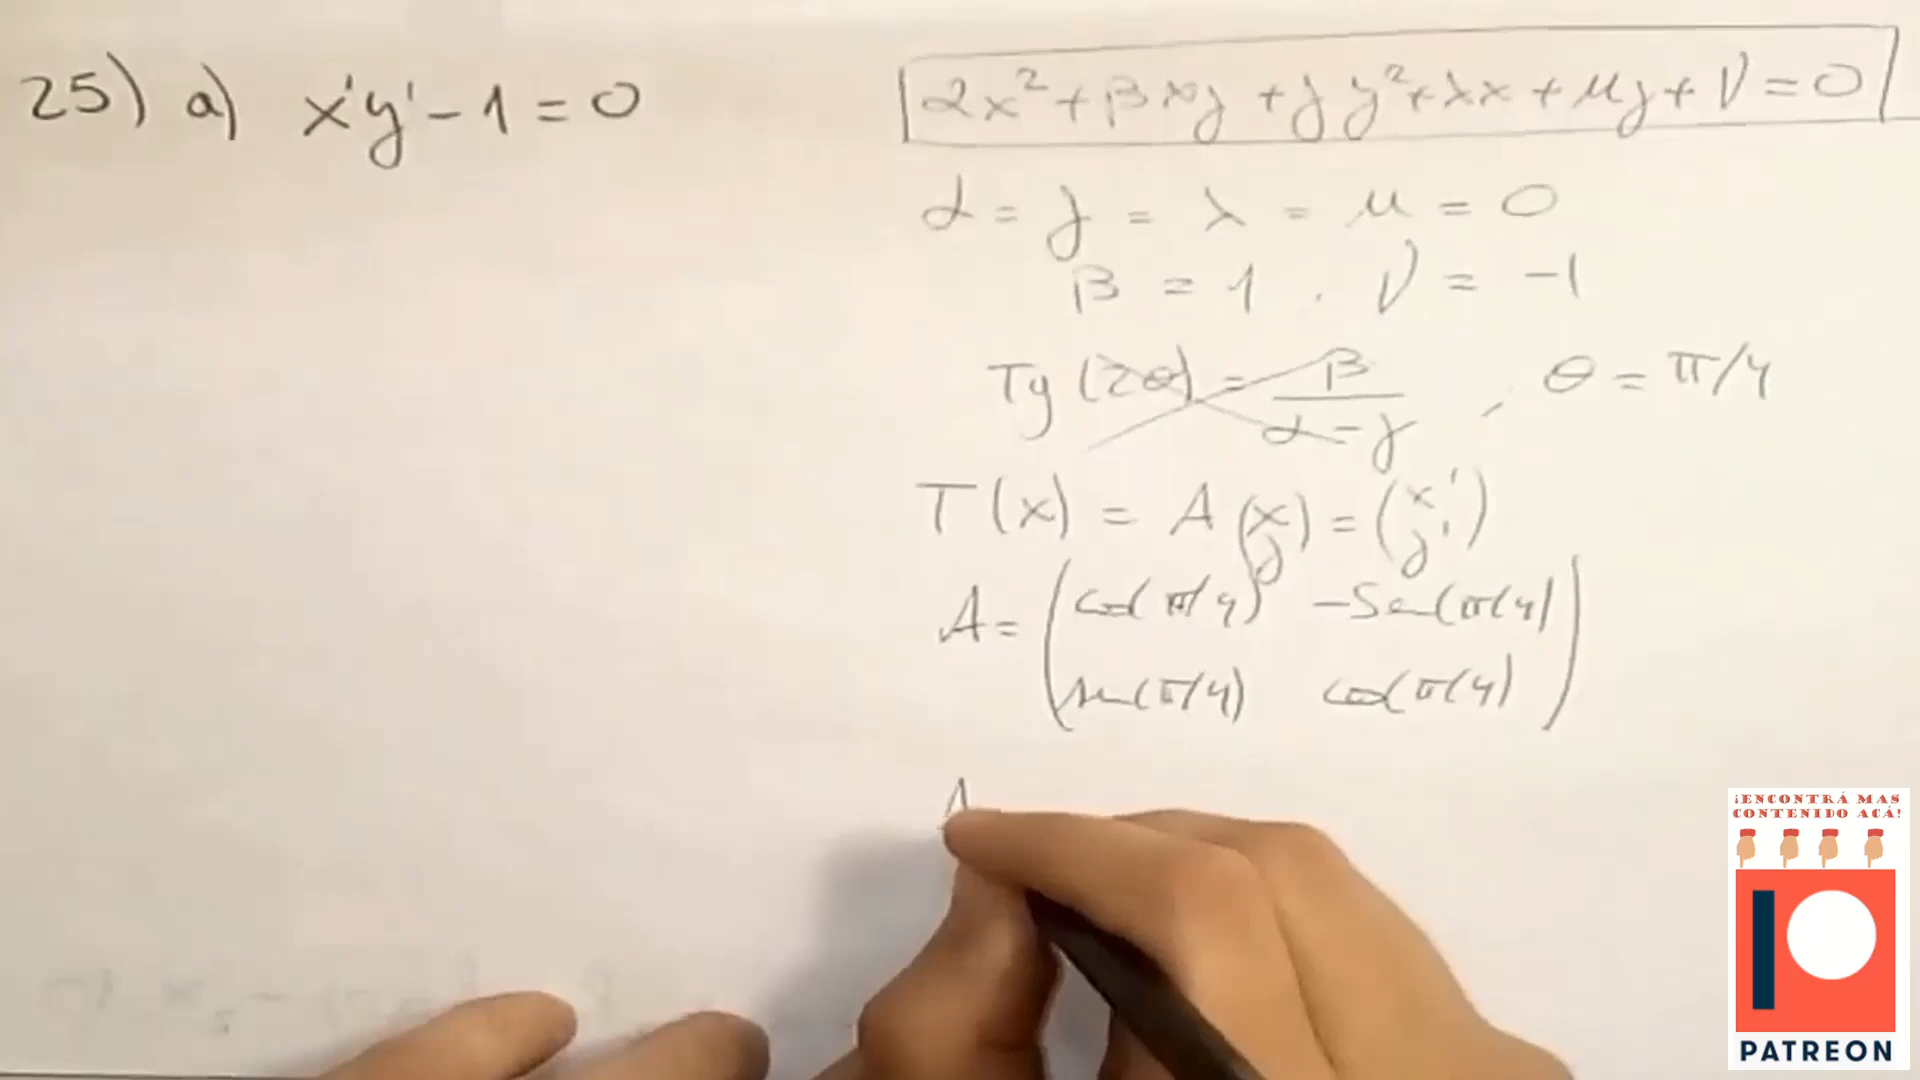 25) a) x'y' - 1 = 0
αx² + βxy + γy² + λx + μy + ν = 0
α = γ = λ = μ = 0
β = 1 , ν = -1
Tg(2θ) = β / α - γ , θ = π/4
T(x) = A (x y) = (x' y')
A = (cos(π/4) -sen(π/4)
sen(π/4) cos(π/4))
A
¡ENCONTRÁ MAS
CONTENIDO ACÁ!
PATREON